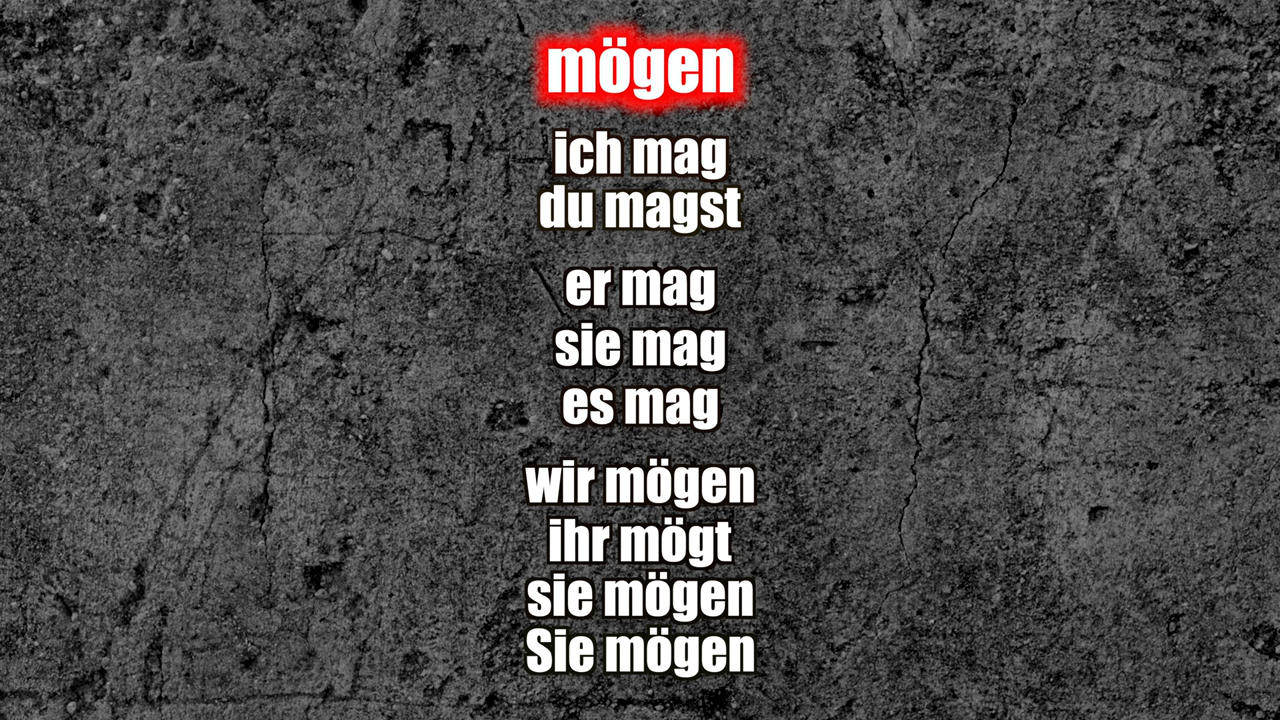 mögen
ich mag
du magst
er mag
sie mag
es mag
wir mögen
ihr mögt
sie mögen
Sie mögen